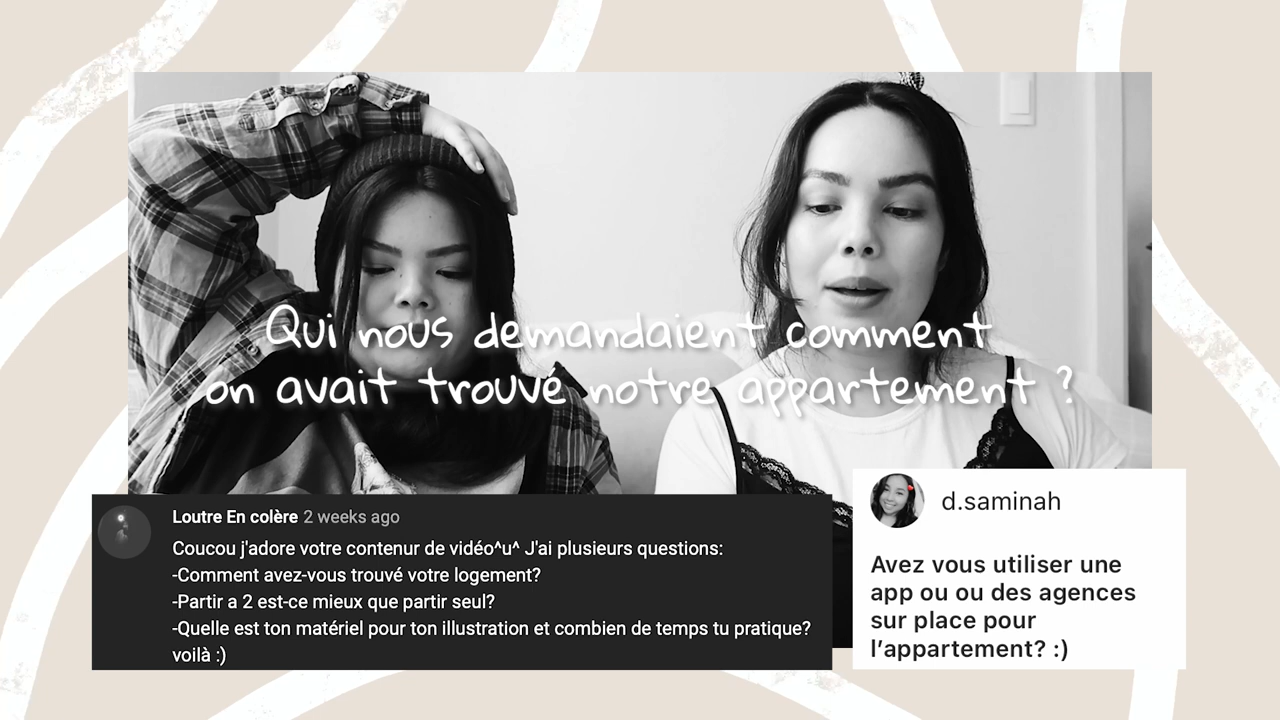 Qui nous demandaient comment
on avait trouvé notre appartement ?
Loutre En colère 2 weeks ago
Coucou j'adore votre contenur de vidéo^u^ J'ai plusieurs questions:
-Comment avez-vous trouvé votre logement?
-Partir a 2 est-ce mieux que partir seul?
-Quelle est ton matériel pour ton illustration et combien de temps tu pratique?
voilà :)
d.saminah
Avez vous utiliser une
app ou ou des agences
sur place pour
l’appartement? :)